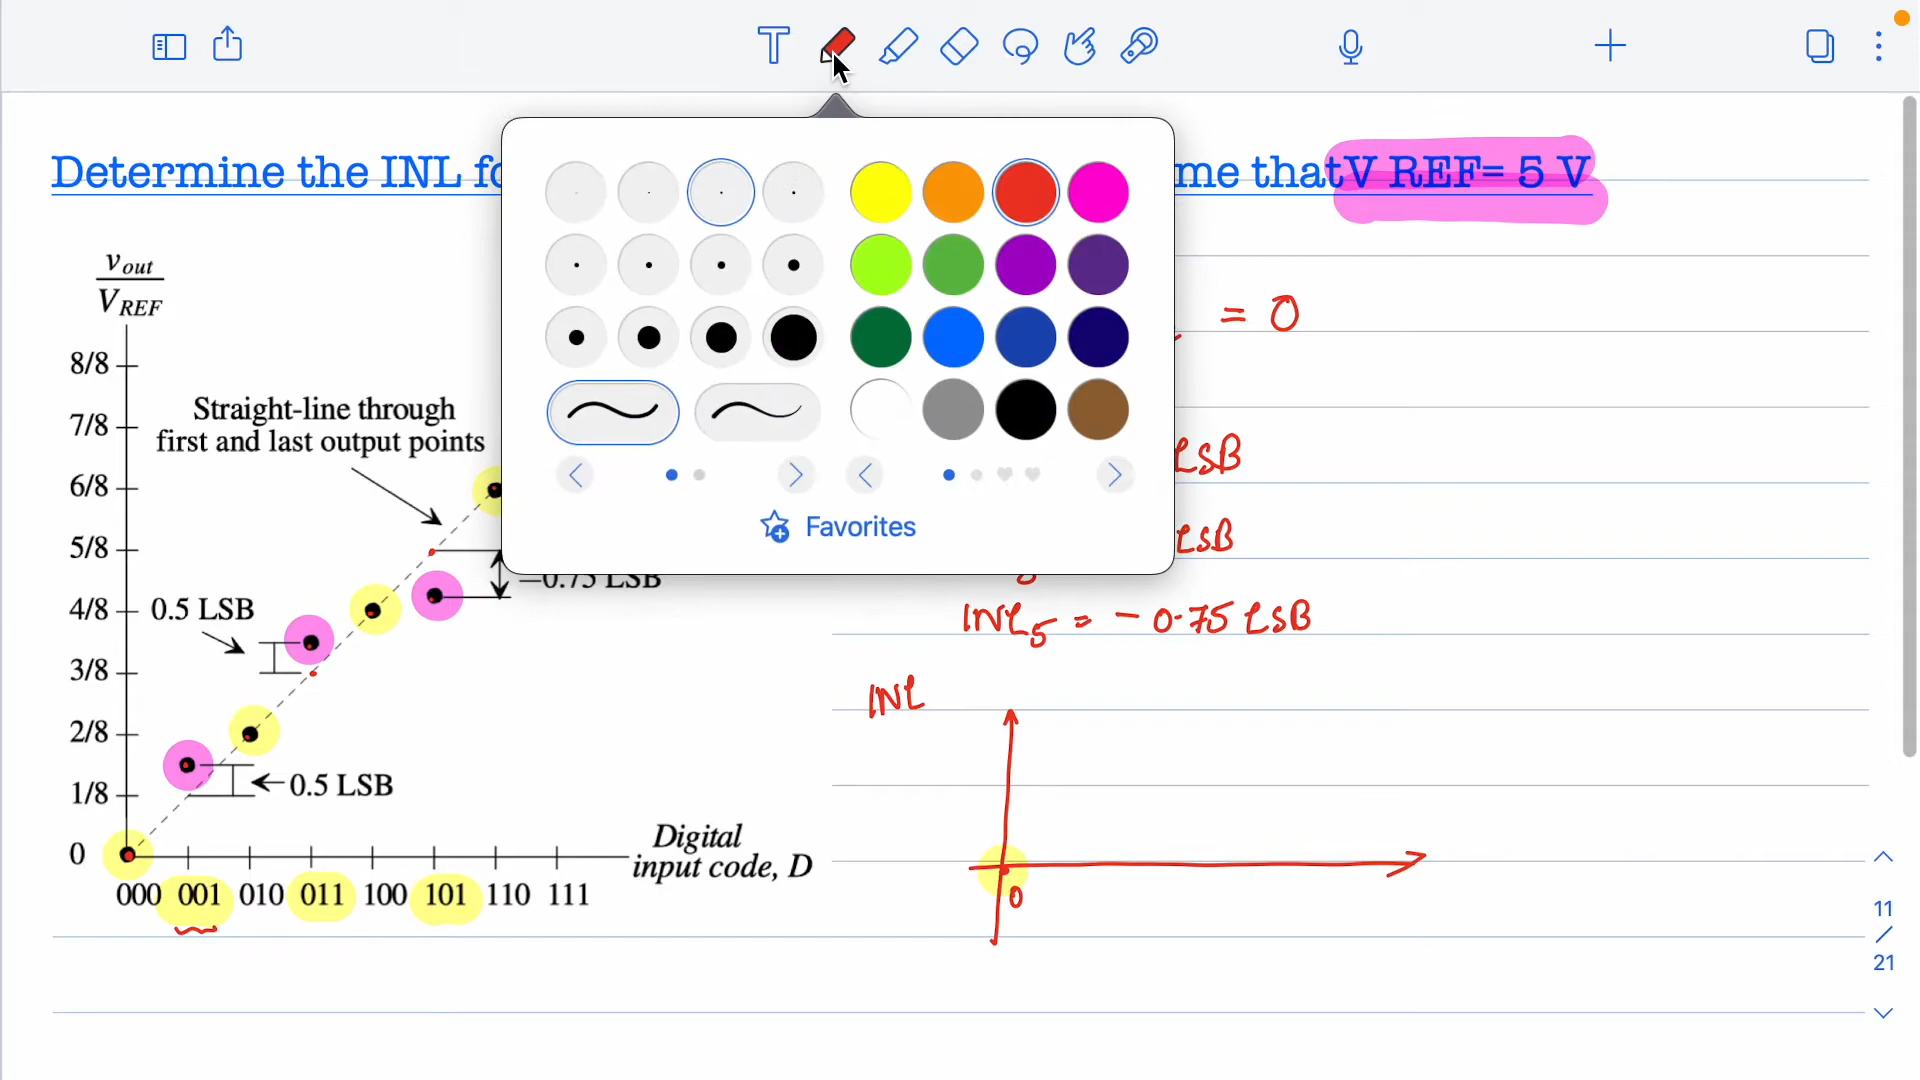 Determine the INL fo
me thatV REF= 5 V
vout
VREF
= 0
8/8
7/8
6/8
5/8
4/8
3/8
2/8
1/8
0
Straight-line through
first and last output points
LSB
LSB
Favorites
−0.75 LSB
0.5 LSB
INL5 = - 0.75 LSB
INL
0.5 LSB
Digital
input code, D
000 001 010 011 100 101 110 111
0
11
/
21